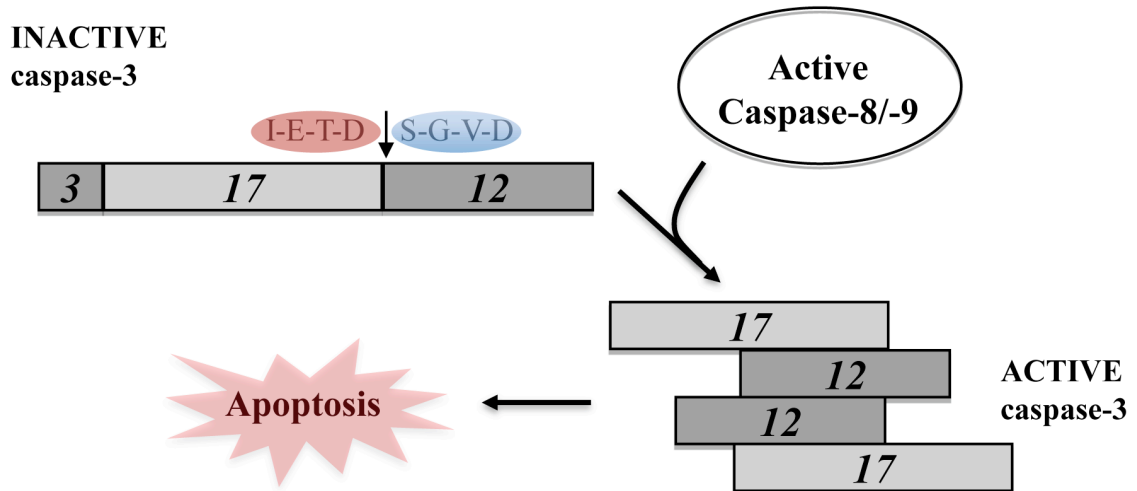 INACTIVE
caspase-3
Active
Caspase-8/-9
I-E-T-D S-G-V-D
3 17 12
17
12
12
17
ACTIVE
caspase-3
Apoptosis